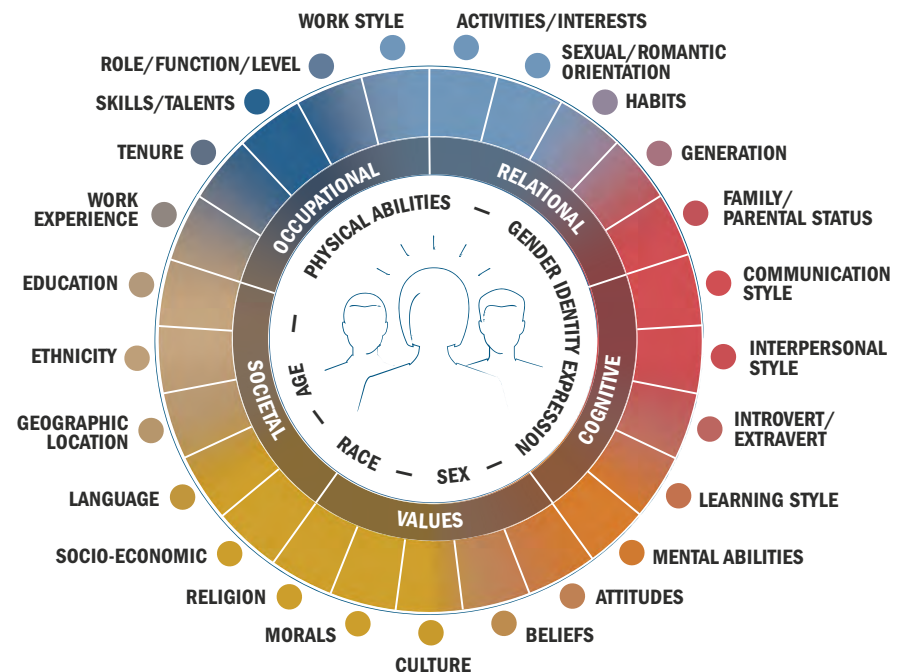 WORK STYLE
ACTIVITIES/INTERESTS
SEXUAL/ROMANTIC
ORIENTATION
HABITS
GENERATION
FAMILY/
PARENTAL STATUS
COMMUNICATION
STYLE
INTERPERSONAL
STYLE
INTROVERT/
EXTRAVERT
LEARNING STYLE
MENTAL ABILITIES
ATTITUDES
BELIEFS
CULTURE
MORALS
RELIGION
SOCIO-ECONOMIC
LANGUAGE
GEOGRAPHIC
LOCATION
ETHNICITY
EDUCATION
WORK
EXPERIENCE
TENURE
SKILLS/TALENTS
ROLE/FUNCTION/LEVEL
OCCUPATIONAL
RELATIONAL
COGNITIVE
VALUES
SOCIETAL
PHYSICAL ABILITIES —
GENDER IDENTITY EXPRESSION —
SEX —
RACE —
AGE —